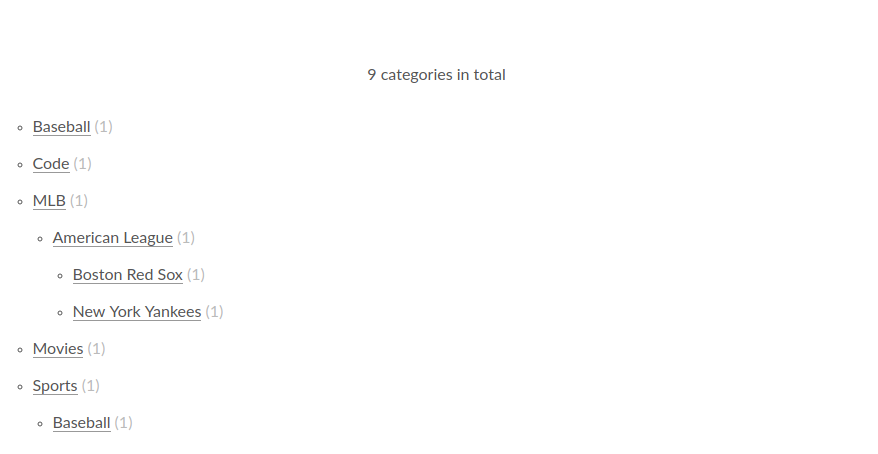 9 categories in total
Baseball (1)
Code (1)
MLB (1)
American League (1)
Boston Red Sox (1)
New York Yankees (1)
Movies (1)
Sports (1)
Baseball (1)